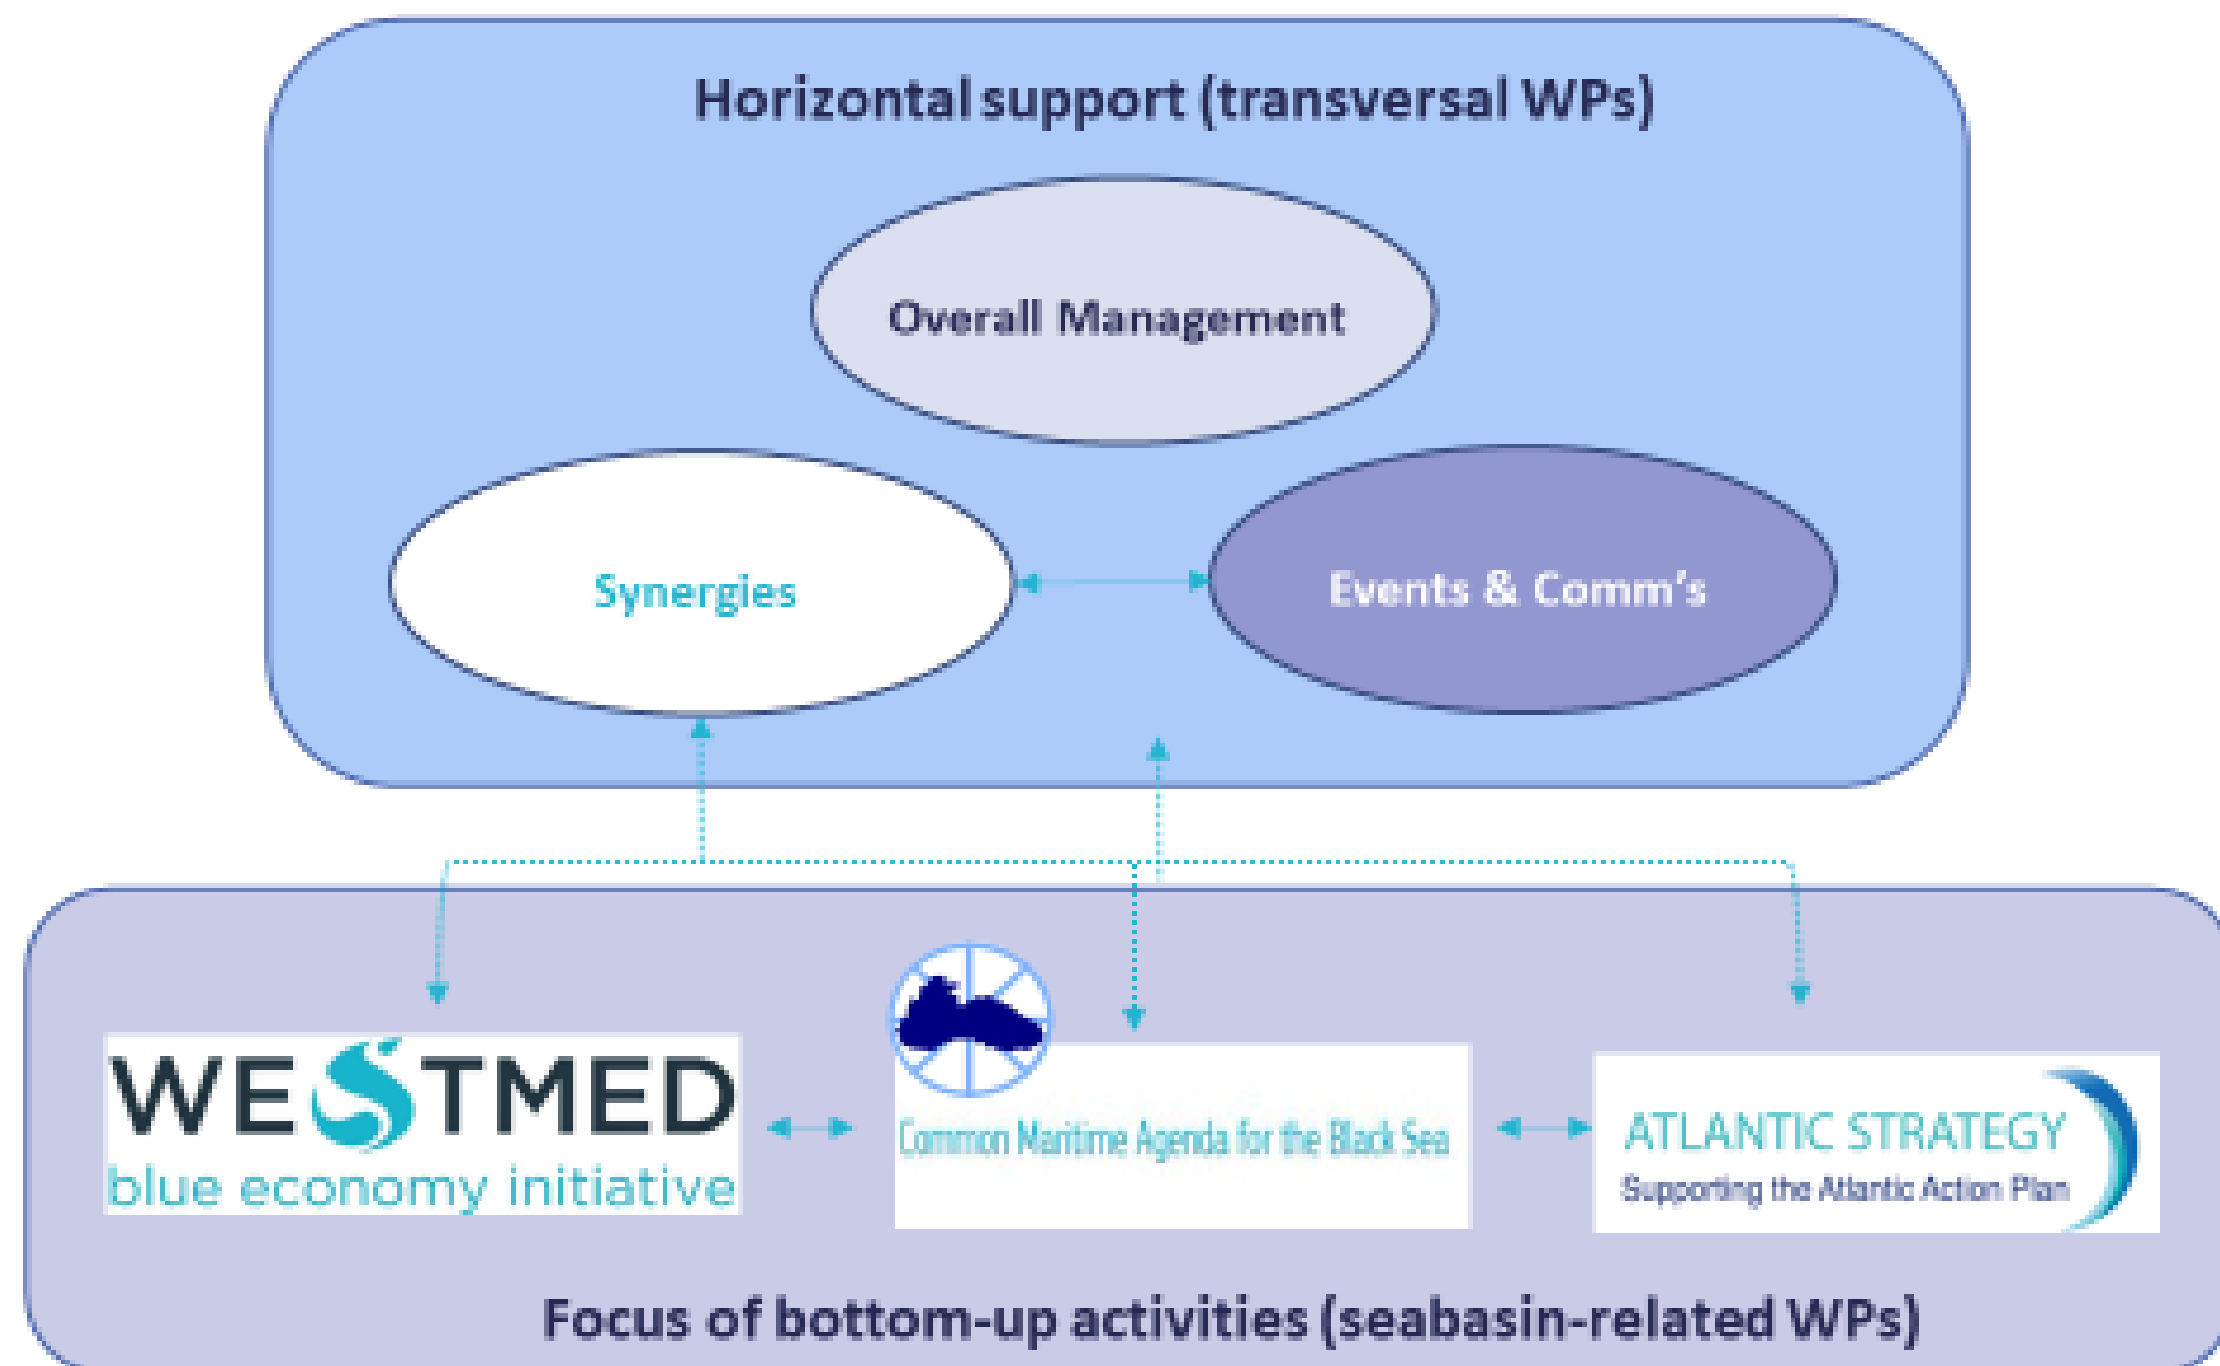 Horizontal support (transversal WPs)
Overall Management
Synergies
Events & Comm's
WESTMED
blue economy initiative
Common Maritime Agenda for the Black Sea
ATLANTIC STRATEGY
Supporting the Atlantic Action Plan
Focus of bottom-up activities (seabasin-related WPs)